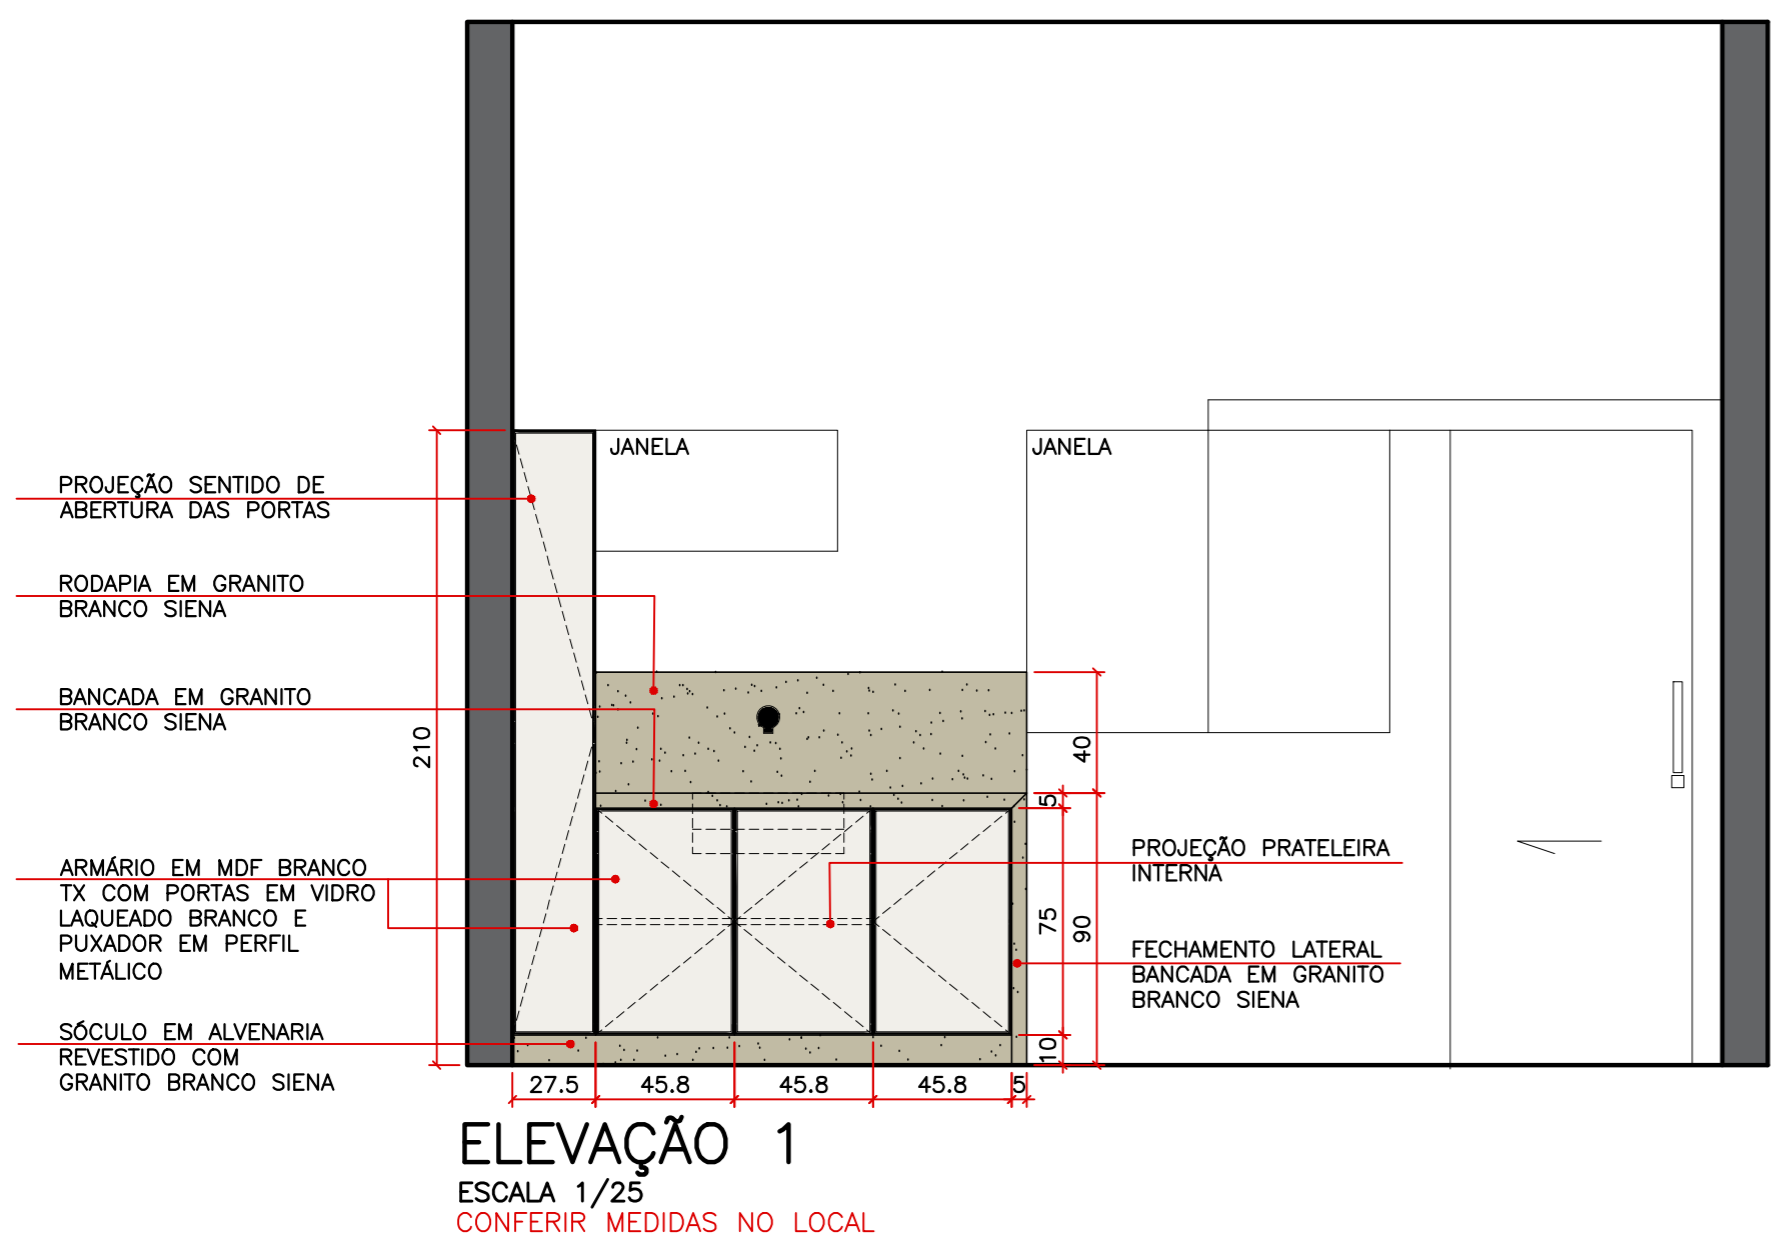 JANELA
JANELA
PROJEÇÃO SENTIDO DE
ABERTURA DAS PORTAS
RODAPIA EM GRANITO
BRANCO SIENA
BANCADA EM GRANITO
BRANCO SIENA
210
40
5
ARMÁRIO EM MDF BRANCO
TX COM PORTAS EM VIDRO
LAQUEADO BRANCO E
PUXADOR EM PERFIL
METÁLICO
PROJEÇÃO PRATELEIRA
INTERNA
75
90
FECHAMENTO LATERAL
BANCADA EM GRANITO
BRANCO SIENA
SÓCULO EM ALVENARIA
REVESTIDO COM
GRANITO BRANCO SIENA
10
27.5 45.8 45.8 45.8 5
ELEVAÇÃO 1
ESCALA 1/25
CONFERIR MEDIDAS NO LOCAL